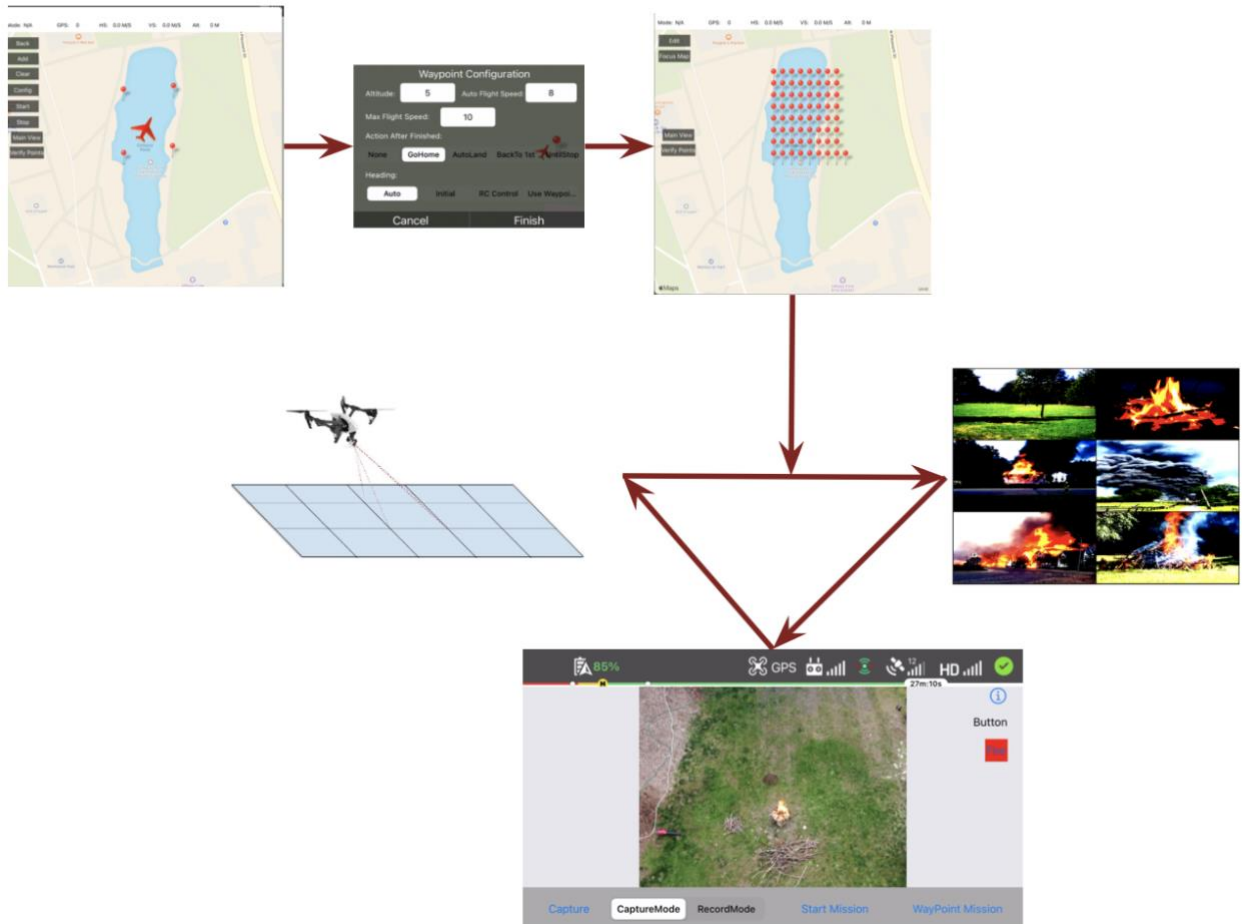 Mode: N/A GPS: 0 HS: 0.0 M/S VS: 0.0 M/S Alt: 0 M
Back
Add
Clear
Config
Start
Stop
Main View
Verify Points
Waypoint Configuration
Altitude: 5 Auto Flight Speed: 8
Max Flight Speed: 10
Action After Finished:
None GoHome AutoLand BackTo 1st
Heading:
Auto Initial RC Control Use Waypoi...
Cancel Finish
Mode: N/A GPS: 0 HS: 0.0 M/S VS: 0.0 M/S Alt: 0 M
Edit
Focus Map
Main View
Verify Points
Maps
85% GPS 12 HD
27m:10s
Button
Capture CaptureMode RecordMode Start Mission WayPoint Mission